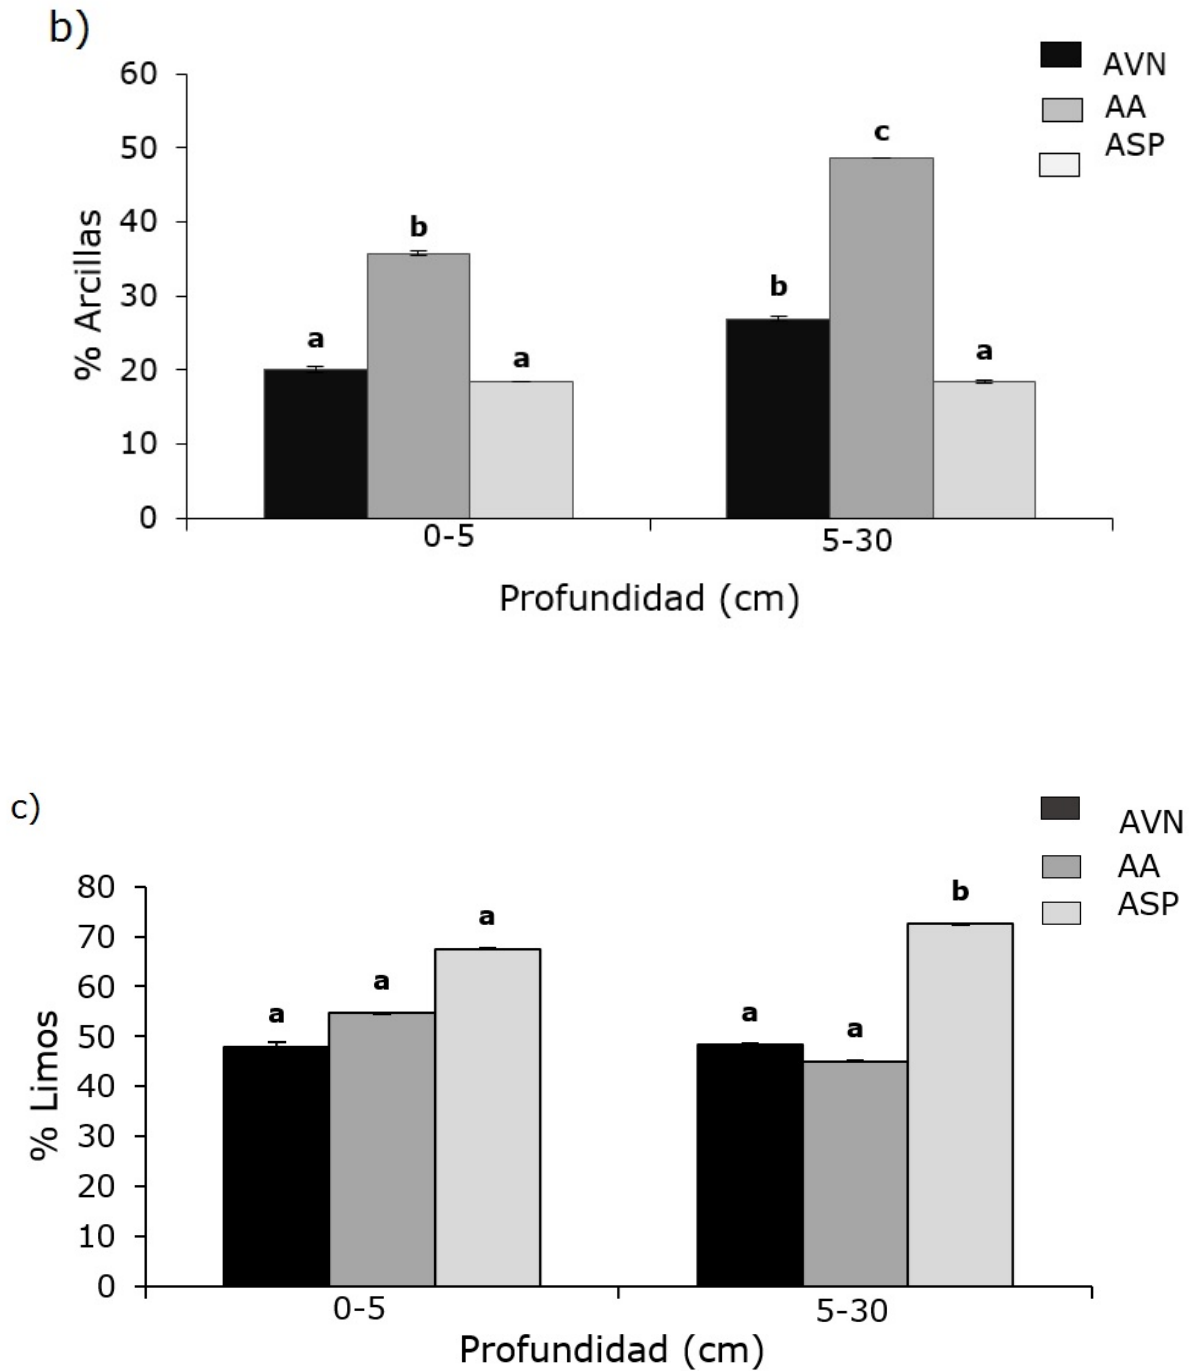 b)
AVN
AA
ASP
60
50
40
30
20
10
0
% Arcillas
a
b
a
b
c
a
0-5
5-30
Profundidad (cm)
c)
AVN
AA
ASP
80
70
60
50
40
30
20
10
0
% Limos
a
a
a
a
a
b
0-5
5-30
Profundidad (cm)